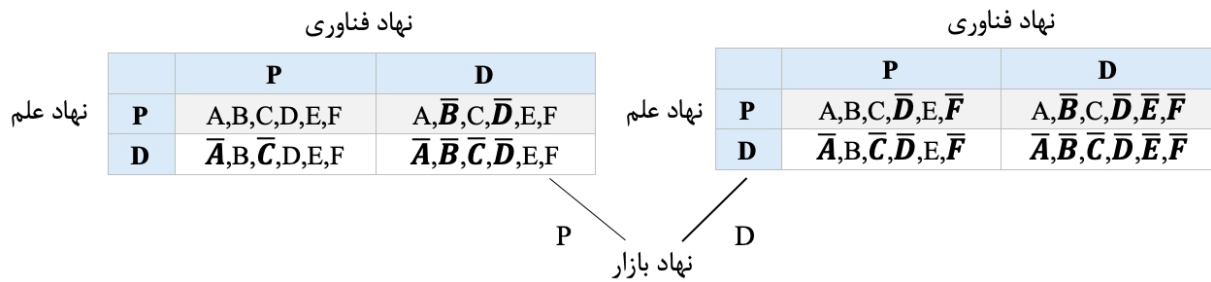 نهاد فناوری
P D
نهاد علم P A,B,C,D,E,F A,B̅,C,D̅,E,F
D A̅,B,C̅,D,E,F A̅,B̅,C̅,D̅,E,F
نهاد فناوری
P D
نهاد علم P A,B,C,D̅,E,F̅ A,B̅,C,D̅,E̅,F̅
D A̅,B,C̅,D̅,E,F̅ A̅,B̅,C̅,D̅,E̅,F̅
P D
نهاد بازار